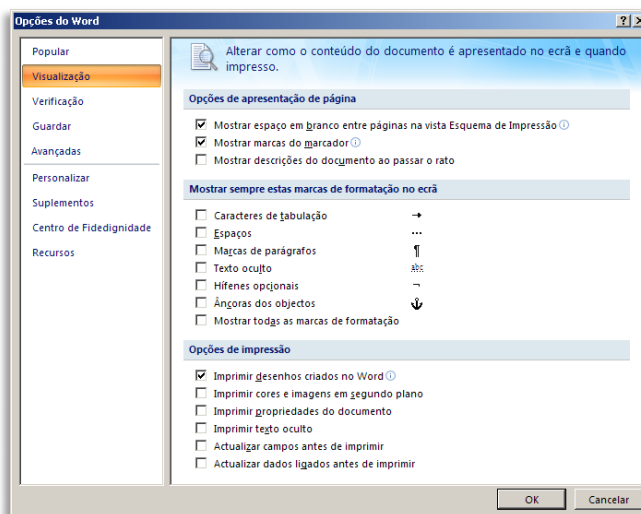 Opções do Word
Popular
Visualização
Verificação
Guardar
Avançadas
Personalizar
Suplementos
Centro de Fidedignidade
Recursos
Alterar como o conteúdo do documento é apresentado no ecrã e quando
impresso.
Opções de apresentação de página
Mostrar espaço em branco entre páginas na vista Esquema de Impressão
Mostrar marcas do marcador
Mostrar descrições do documento ao passar o rato
Mostrar sempre estas marcas de formatação no ecrã
Caracteres de tabulação →
Espaços ...
Marcas de parágrafos ¶
Texto oculto abc
Hífenes opcionais ¬
Âncoras dos objectos
Mostrar todas as marcas de formatação
Opções de impressão
Imprimir desenhos criados no Word
Imprimir cores e imagens em segundo plano
Imprimir propriedades do documento
Imprimir texto oculto
Actualizar campos antes de imprimir
Actualizar dados ligados antes de imprimir
OK Cancelar